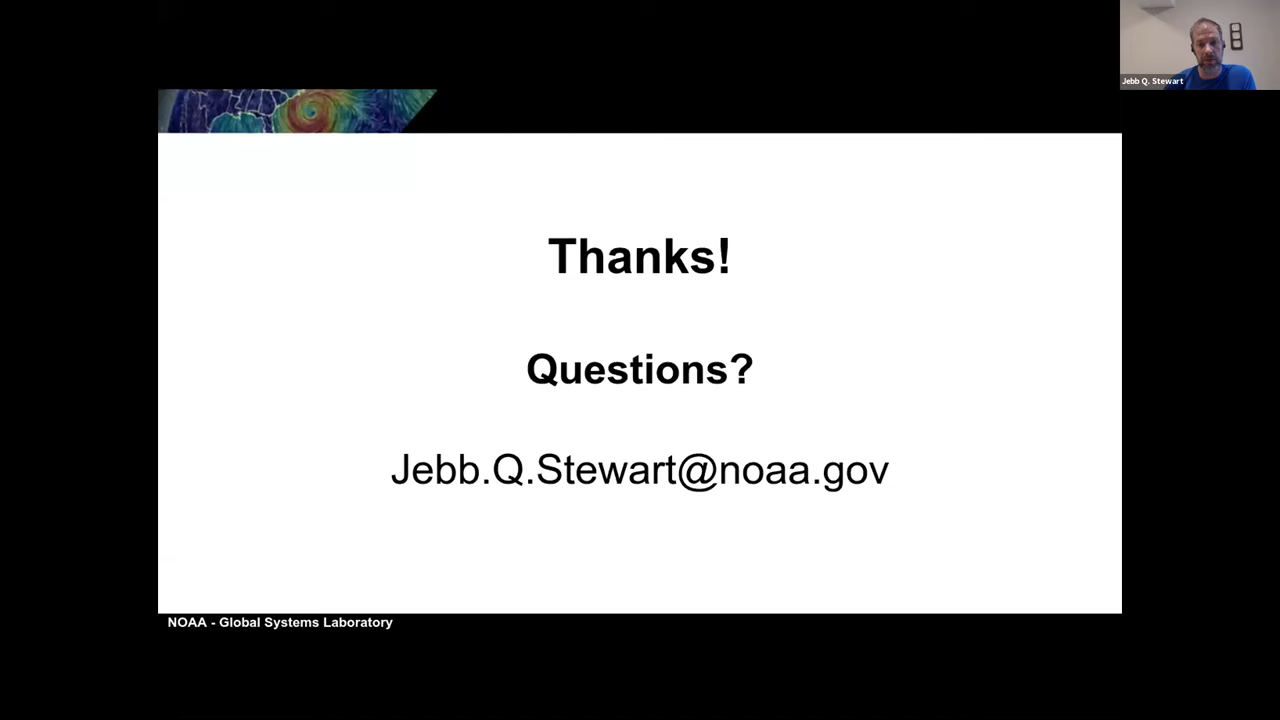 Jebb Q. Stewart
Thanks!
Questions?
Jebb.Q.Stewart@noaa.gov
NOAA - Global Systems Laboratory